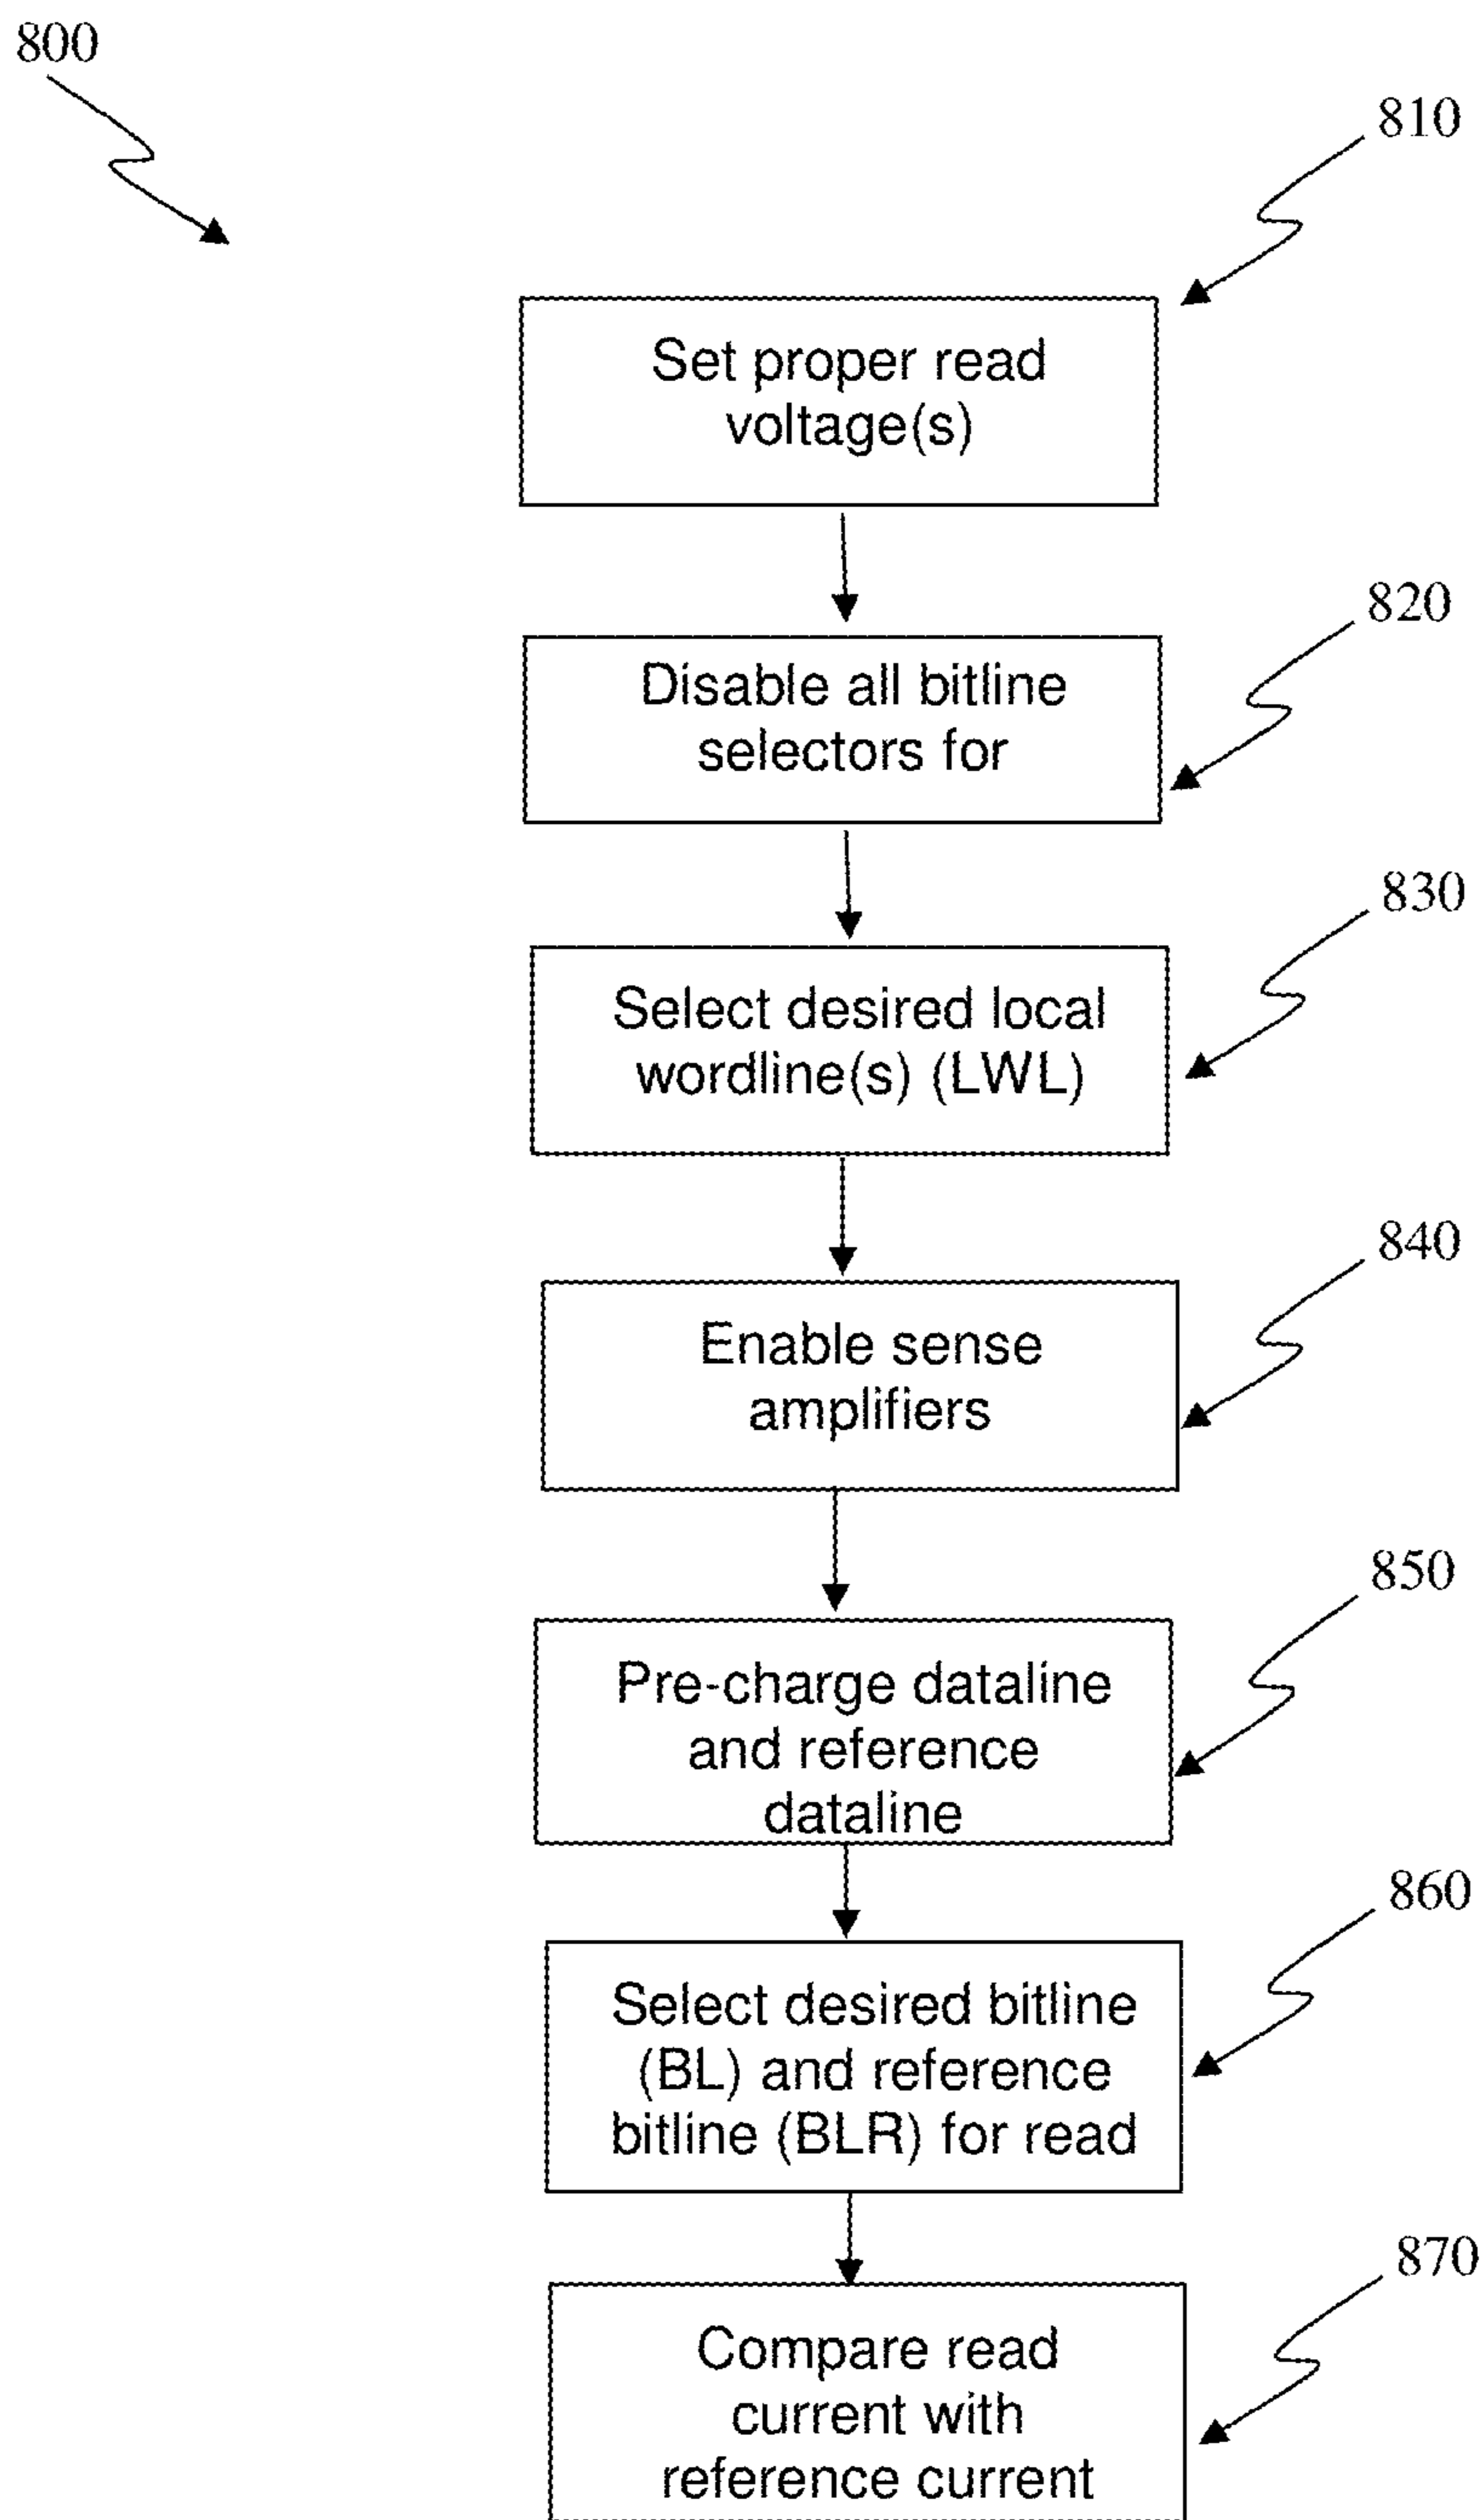 800
810
Set proper read
voltage(s)
820
Disable all bitline
selectors for
830
Select desired local
wordline(s) (LWL)
840
Enable sense
amplifiers
850
Pre-charge dataline
and reference
dataline
860
Select desired bitline
(BL) and reference
bitline (BLR) for read
870
Compare read
current with
reference current